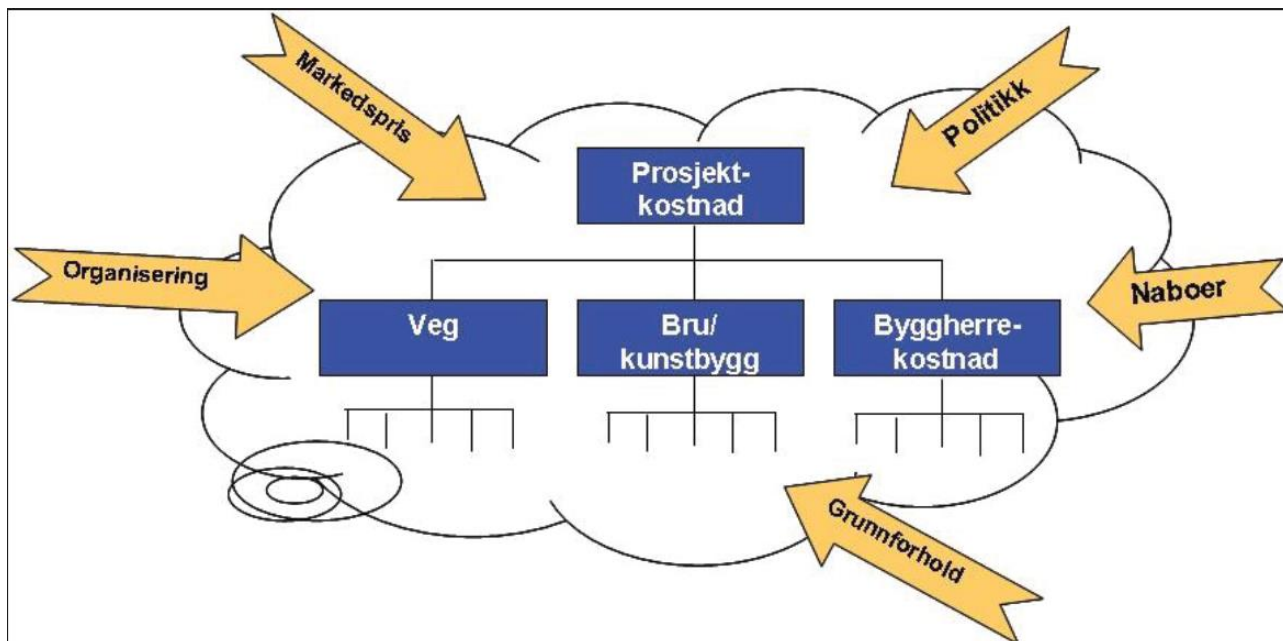 Markedspris
Politikk
Prosjekt-
kostnad
Organisering
Naboer
Veg
Bru/
kunstbygg
Byggherre-
kostnad
Grunnforhold